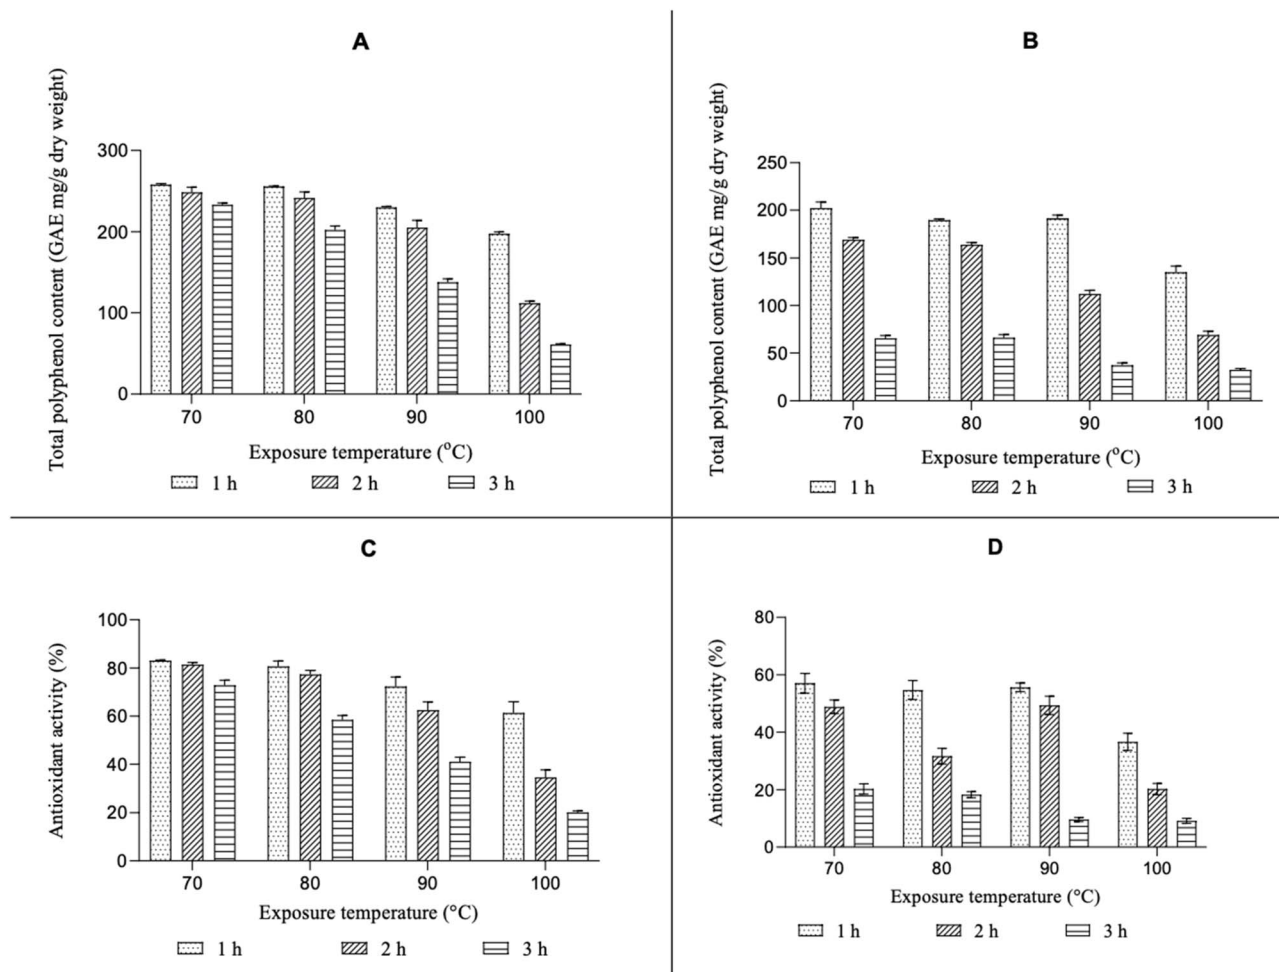 A
Total polyphenol content (GAE mg/g dry weight)
300
200
100
0
70 80 90 100
Exposure temperature (°C)
1 h 2 h 3 h
B
Total polyphenol content (GAE mg/g dry weight)
250
200
150
100
50
0
70 80 90 100
Exposure temperature (°C)
1 h 2 h 3 h
C
Antioxidant activity (%)
100
80
60
40
20
0
70 80 90 100
Exposure temperature (°C)
1 h 2 h 3 h
D
Antioxidant activity (%)
80
60
40
20
0
70 80 90 100
Exposure temperature (°C)
1 h 2 h 3 h